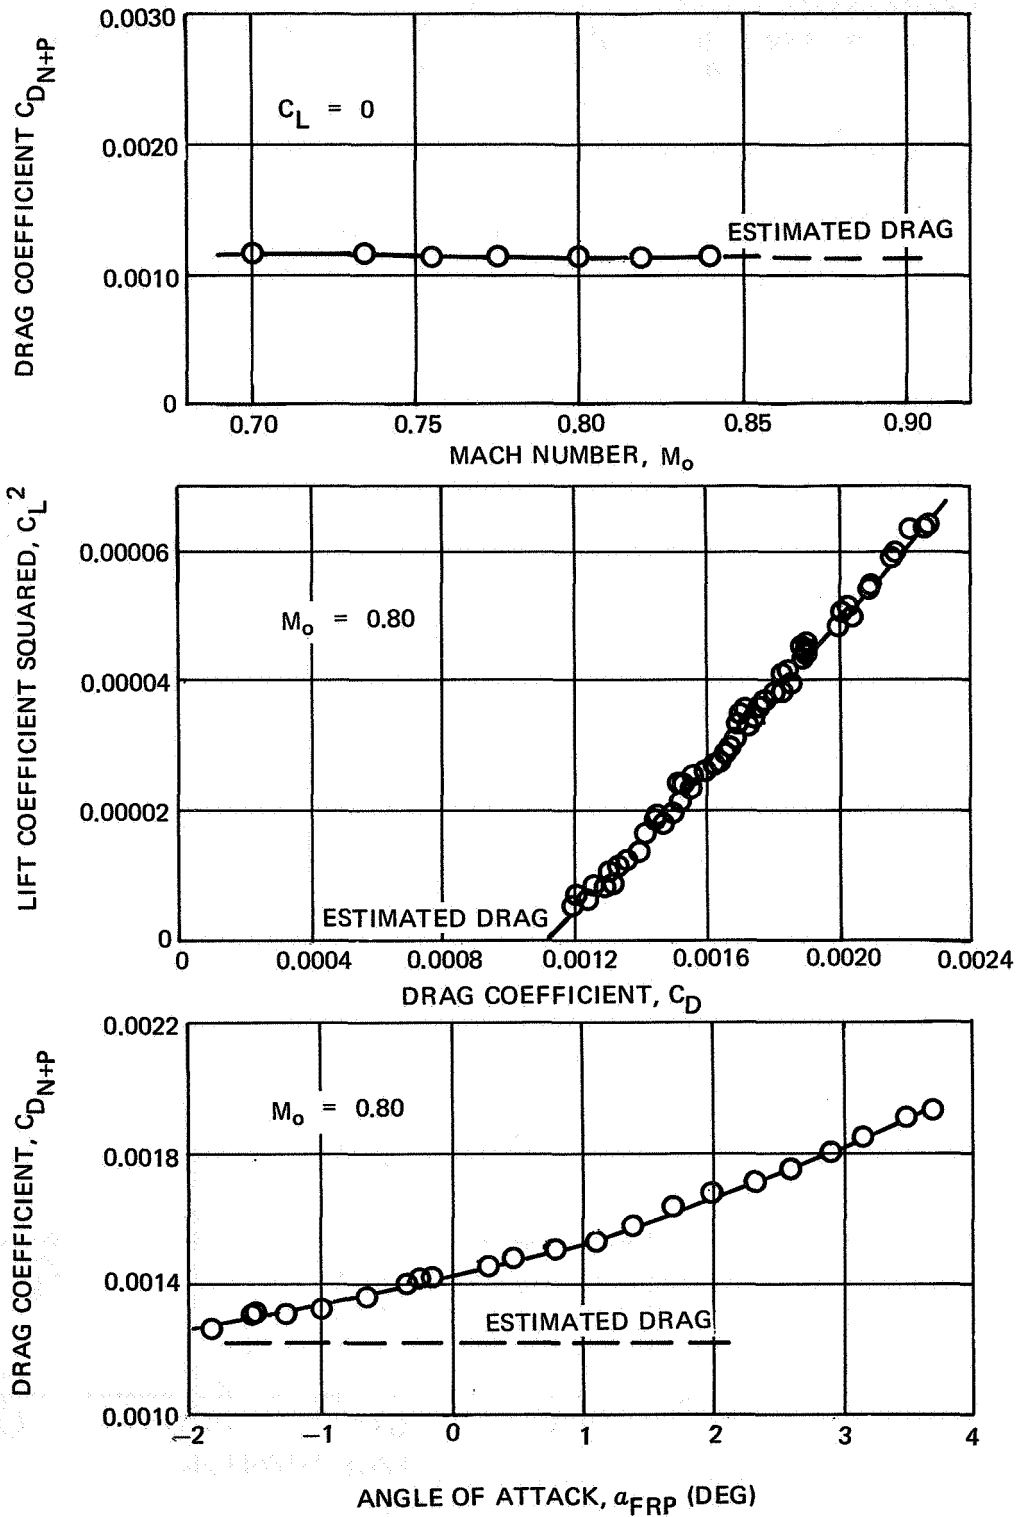 DRAG COEFFICIENT C_D_N+P
0.0030
0.0020
0.0010
0
C_L = 0
ESTIMATED DRAG
0.70 0.75 0.80 0.85 0.90
MACH NUMBER, M_o
LIFT COEFFICIENT SQUARED, C_L^2
0.00006
0.00004
0.00002
0
M_o = 0.80
ESTIMATED DRAG
0 0.0004 0.0008 0.0012 0.0016 0.0020 0.0024
DRAG COEFFICIENT, C_D
DRAG COEFFICIENT, C_D_N+P
0.0022
0.0018
0.0014
0.0010
M_o = 0.80
ESTIMATED DRAG
−2 −1 0 1 2 3 4
ANGLE OF ATTACK, α_FRP (DEG)